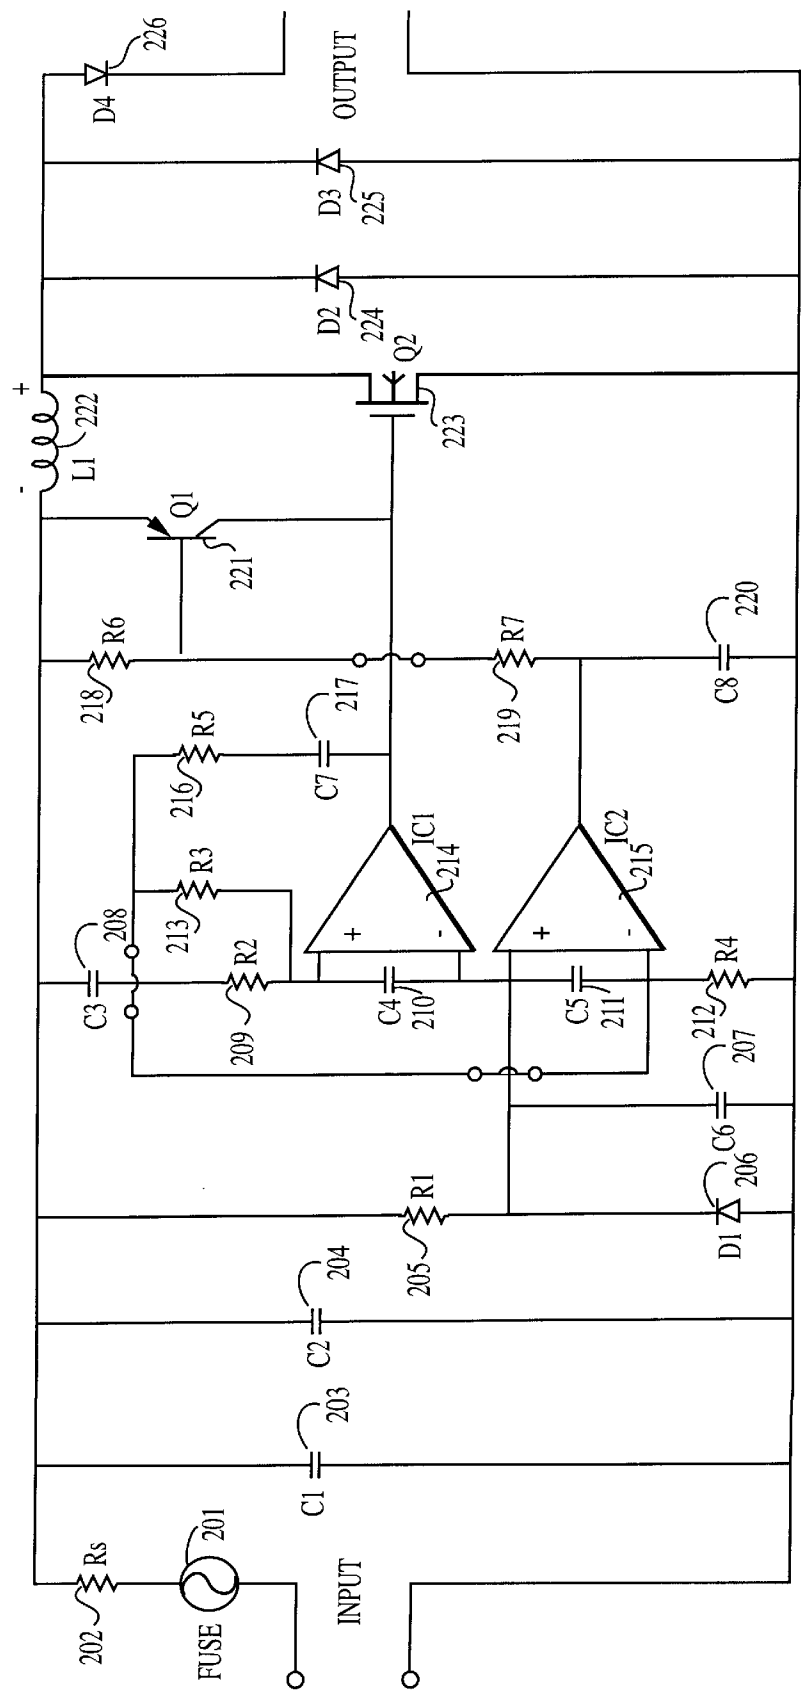 226
D4
OUTPUT
D3
225
D2
224
Q2
223
+
-
222
L1
Q1
221
220
C8
R7
219
R6
218
217
C7
R5
216
IC1
214
IC2
215
R3
213
208
C3
R2
209
+
-
C4
210
+
-
C5
211
R4
212
207
C6
206
D1
R1
205
204
C2
203
C1
201
Rs
202
FUSE
INPUT